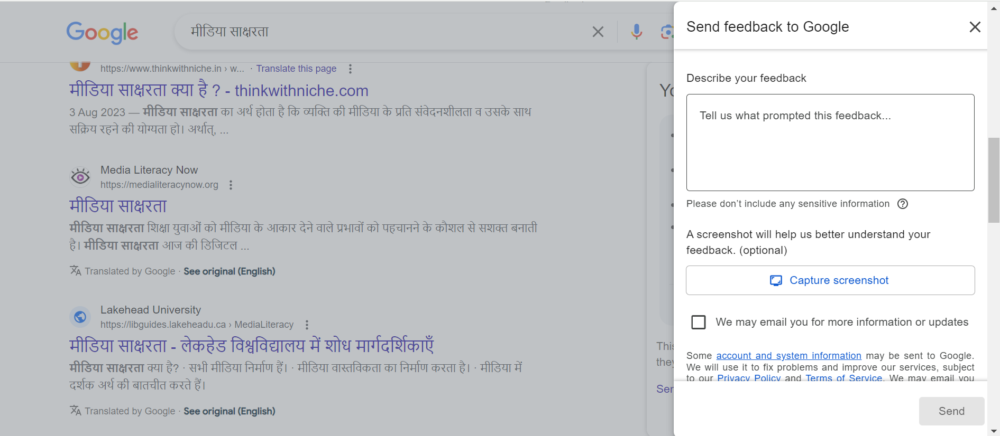 Google
मीडिया साक्षरता
https://www.thinkwithniche.in › w... · Translate this page
मीडिया साक्षरता क्या है ? - thinkwithniche.com
3 Aug 2023 — मीडिया साक्षरता का अर्थ होता है कि व्यक्ति की मीडिया के प्रति संवेदनशीलता व उसके साथ
सक्रिय रहने की योग्यता हो। अर्थात्, ...
Media Literacy Now
https://medialiteracynow.org
मीडिया साक्षरता
मीडिया साक्षरता शिक्षा युवाओं को मीडिया के आकार देने वाले प्रभावों को पहचानने के कौशल से सशक्त बनाती
है। मीडिया साक्षरता आज की डिजिटल ...
Translated by Google · See original (English)
Lakehead University
https://libguides.lakeheadu.ca › MediaLiteracy
मीडिया साक्षरता - लेकहेड विश्वविद्यालय में शोध मार्गदर्शिकाएँ
मीडिया साक्षरता क्या है? · सभी मीडिया निर्माण हैं। · मीडिया वास्तविकता का निर्माण करता है। · मीडिया में
दर्शक अर्थ की बातचीत करते हैं।
Translated by Google · See original (English)
Send feedback to Google
Describe your feedback
Tell us what prompted this feedback...
Please don’t include any sensitive information
A screenshot will help us better understand your
feedback. (optional)
Capture screenshot
We may email you for more information or updates
Some account and system information may be sent to Google.
We will use it to fix problems and improve our services, subject
to our Privacy Policy and Terms of Service. We may email you
Send